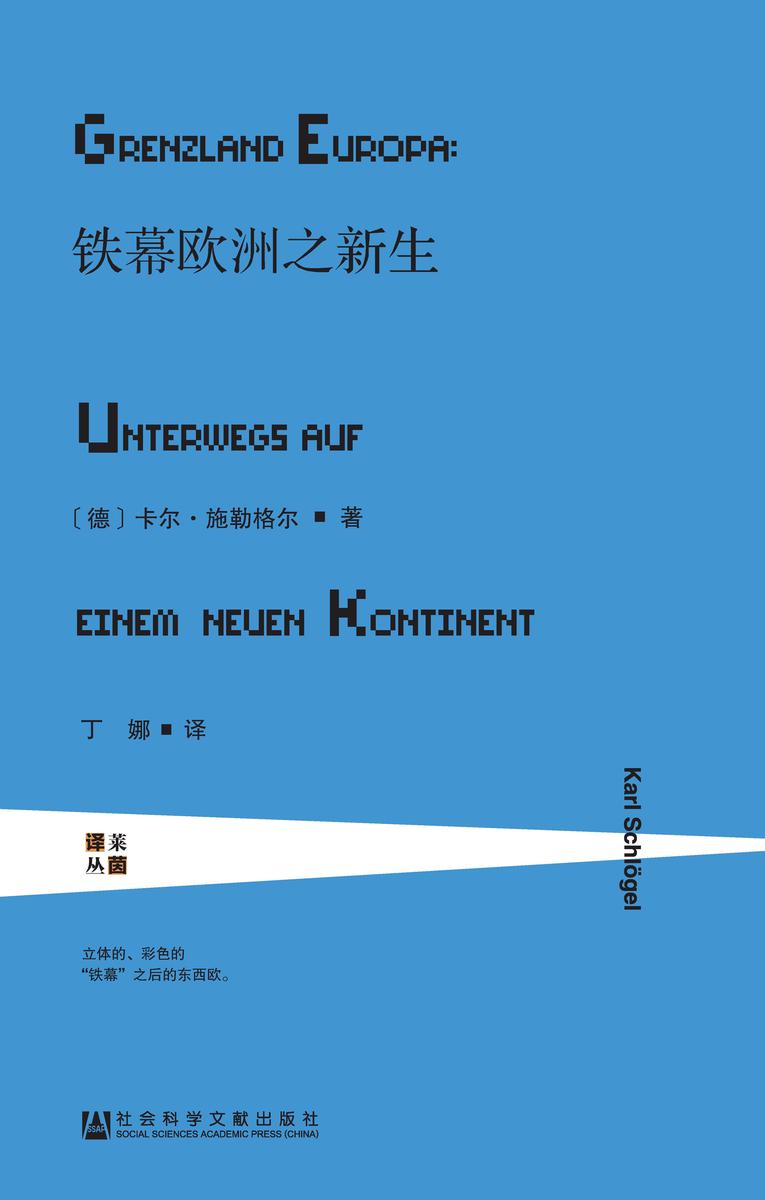 GRENZLAND EUROPA:
铁幕欧洲之新生
UNTERWEGS AUF
〔德〕卡尔·施勒格尔 ■ 著
EINEM NEUEN KONTINENT
丁 娜 ■ 译
Karl Schlögel
译莱
丛茵
立体的、彩色的
“铁幕”之后的东西欧。
SSAP
社会科学文献出版社
SOCIAL SCIENCES ACADEMIC PRESS (CHINA)